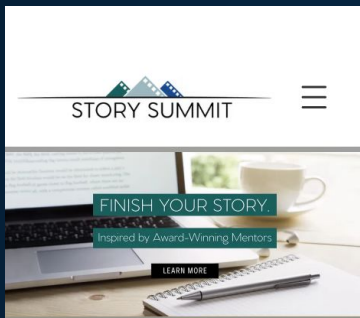 STORY SUMMIT
FINISH YOUR STORY.
Inspired by Award-Winning Mentors
LEARN MORE